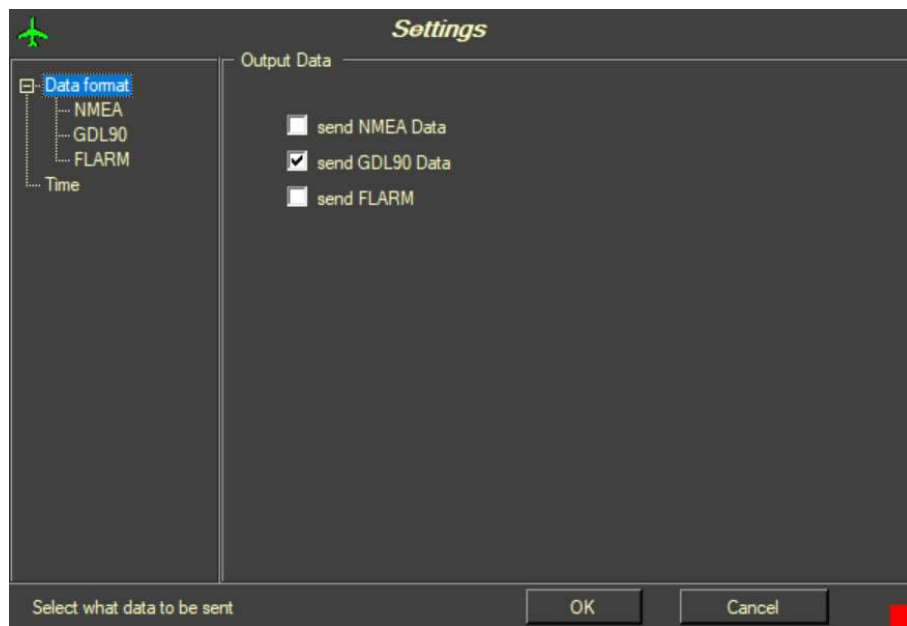 Settings
Data format
NMEA
GDL90
FLARM
Time
Output Data
send NMEA Data
send GDL90 Data
send FLARM
Select what data to be sent
OK
Cancel